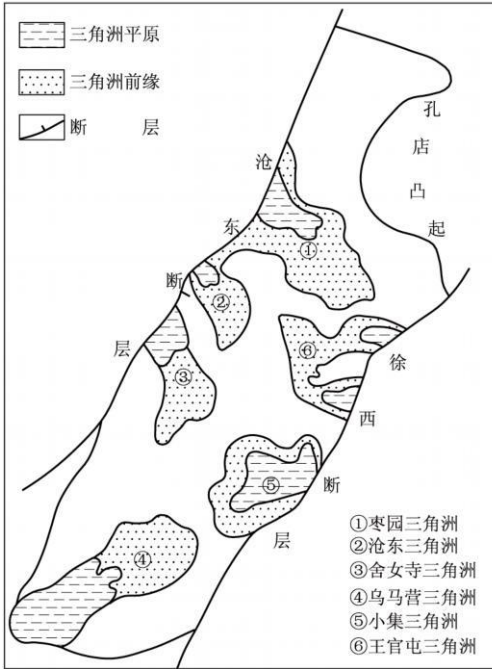 三角洲平原
三角洲前缘
断 层
孔店凸起
沧东断层
徐西断层
①
②
③
④
⑤
⑥
①枣园三角洲
②沧东三角洲
③舍女寺三角洲
④乌马营三角洲
⑤小集三角洲
⑥王官屯三角洲